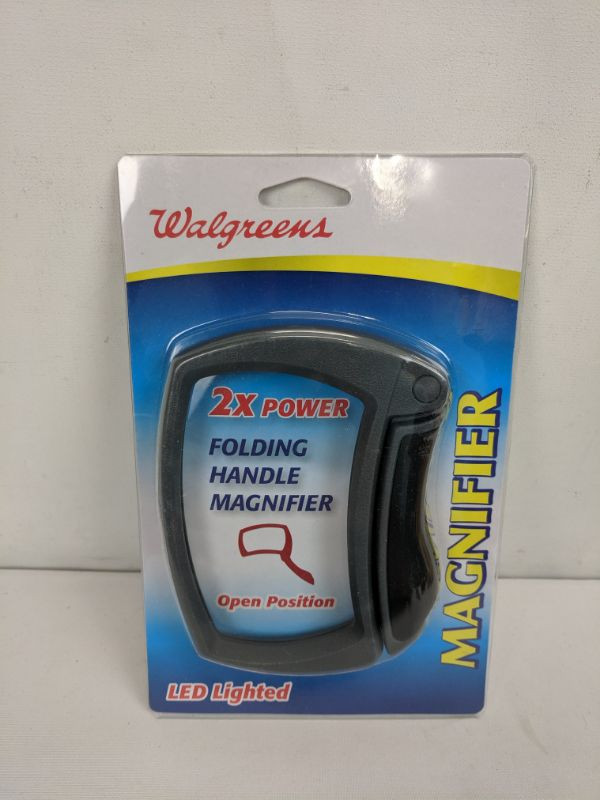 Walgreens
2X POWER
FOLDING
HANDLE
MAGNIFIER
Open Position
MAGNIFIER
LED Lighted